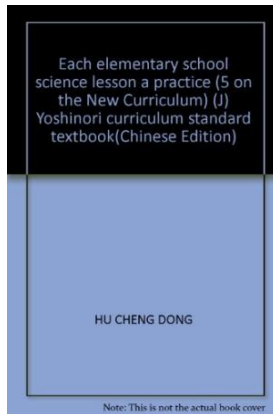 Each elementary school
science lesson a practice (5 on
the New Curriculum) (J)
Yoshinori curriculum standard
textbook(Chinese Edition)
HU CHENG DONG
Note: This is not the actual book cover